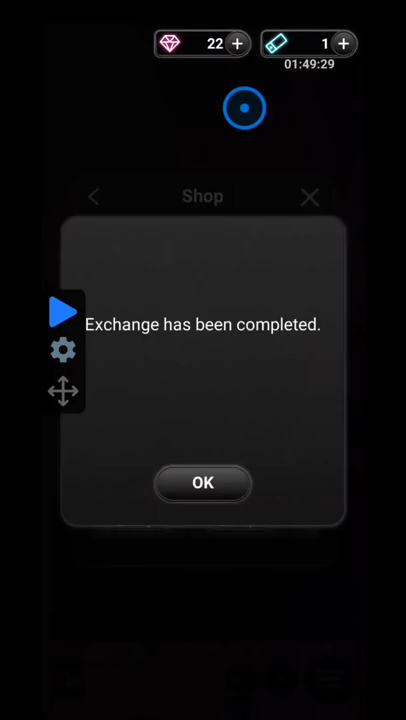 22 + 1 +
01:49:29
Shop
Exchange has been completed.
OK